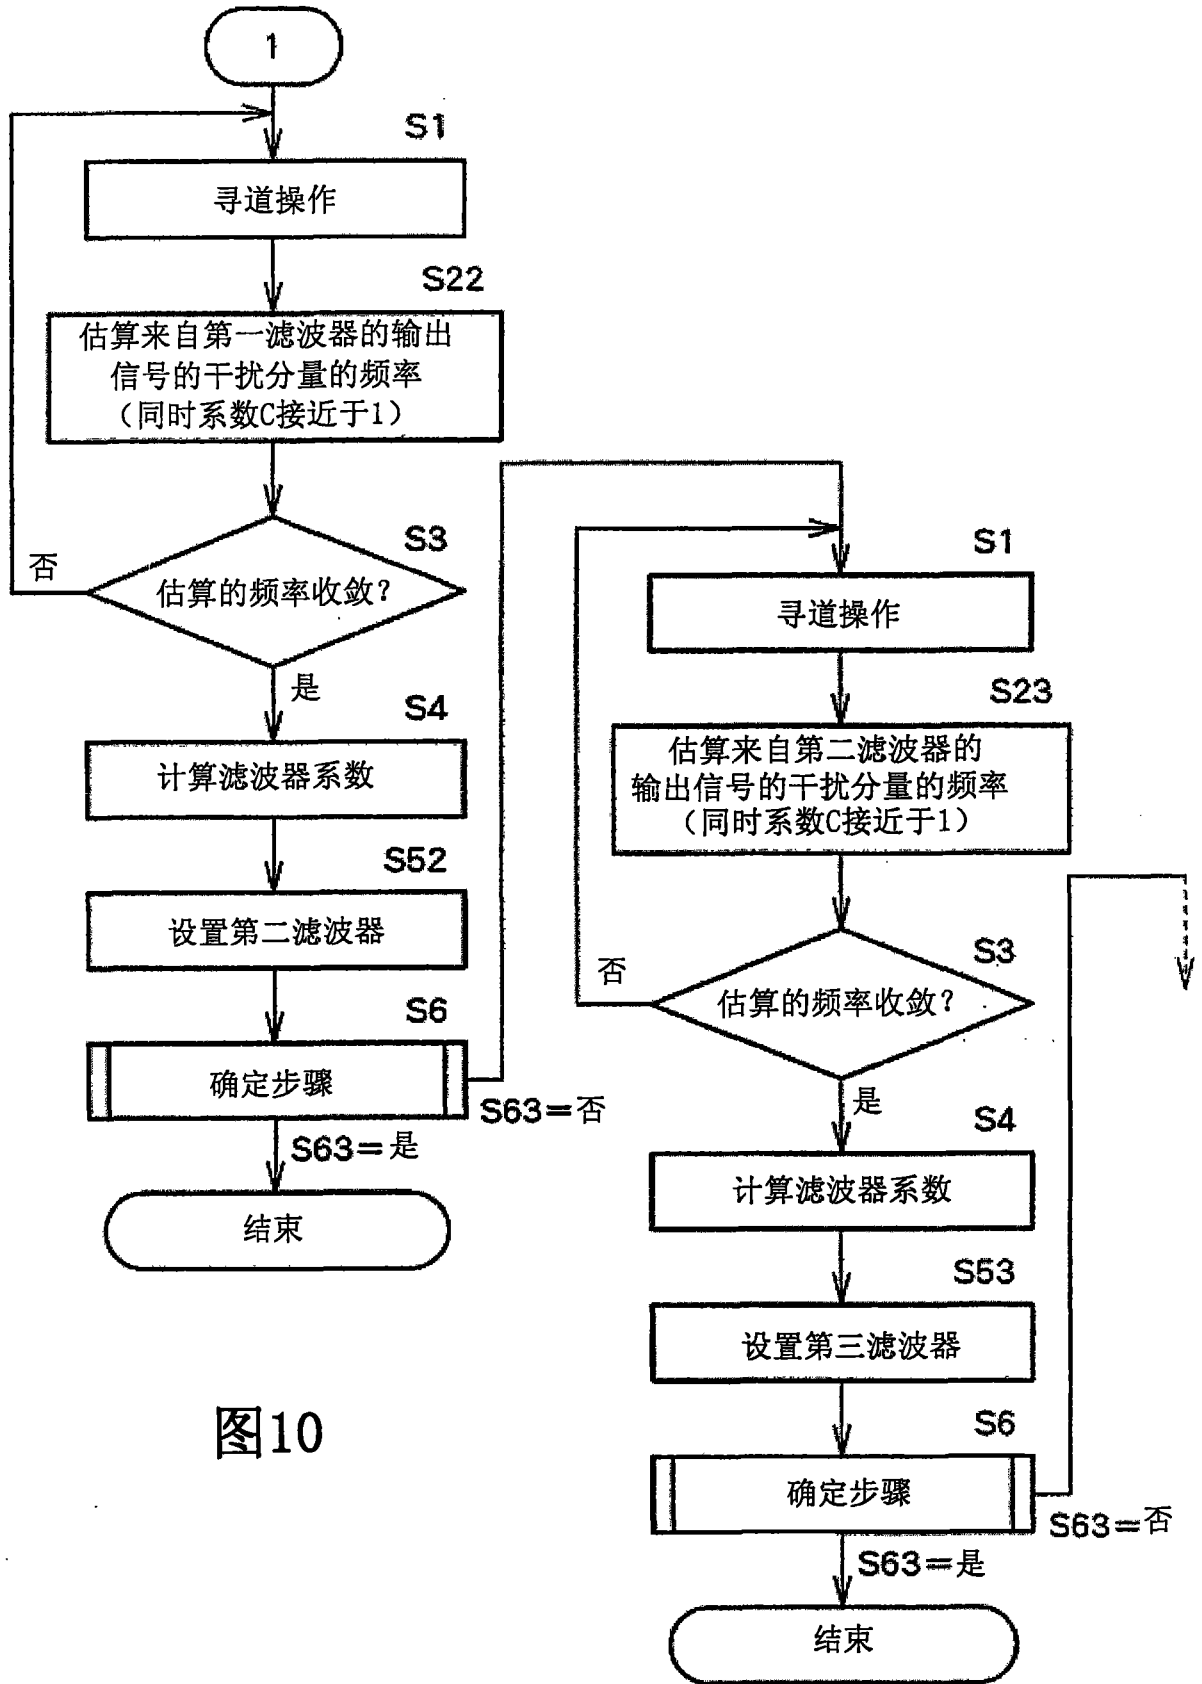 1
S1
寻道操作
S22
估算来自第一滤波器的输出
信号的干扰分量的频率
（同时系数C接近于1）
S3
否
估算的频率收敛？
是
S4
计算滤波器系数
S52
设置第二滤波器
S6
确定步骤
S63＝否
S63＝是
结束
S1
寻道操作
S23
估算来自第二滤波器的
输出信号的干扰分量的频率
（同时系数C接近于1）
S3
否
估算的频率收敛？
是
S4
计算滤波器系数
S53
设置第三滤波器
S6
确定步骤
S63＝否
S63＝是
结束
图10